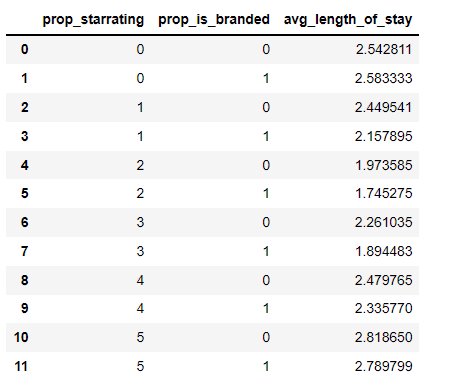 prop_starrating prop_is_branded avg_length_of_stay
0 0 0 2.542811
1 0 1 2.583333
2 1 0 2.449541
3 1 1 2.157895
4 2 0 1.973585
5 2 1 1.745275
6 3 0 2.261035
7 3 1 1.894483
8 4 0 2.479765
9 4 1 2.335770
10 5 0 2.818650
11 5 1 2.789799